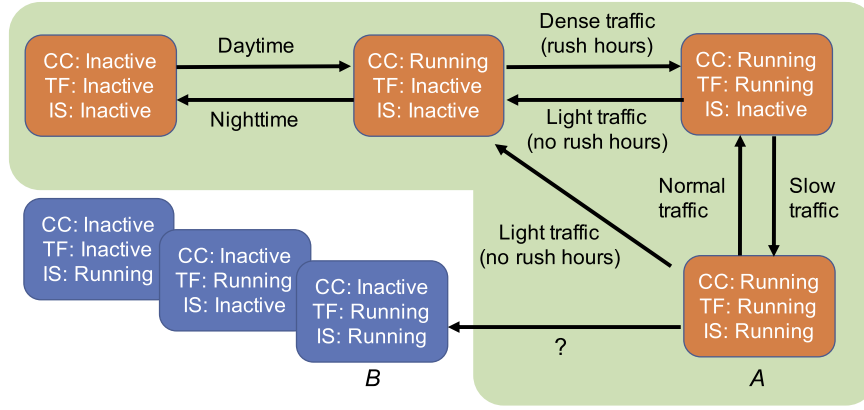 CC: Inactive
TF: Inactive
IS: Inactive
Daytime
Nighttime
CC: Running
TF: Inactive
IS: Inactive
Dense traffic
(rush hours)
Light traffic
(no rush hours)
CC: Running
TF: Running
IS: Inactive
Normal
traffic
Slow
traffic
Light traffic
(no rush hours)
CC: Inactive
TF: Inactive
IS: Running
CC: Inactive
TF: Running
IS: Inactive
CC: Inactive
TF: Running
IS: Running
B
?
CC: Running
TF: Running
IS: Running
A